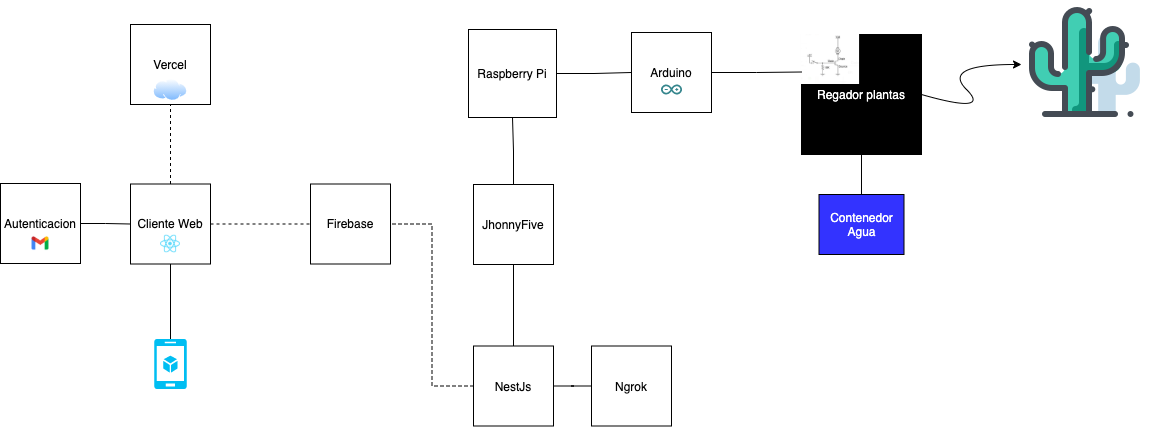 Vercel
Raspberry Pi
Arduino
Regador plantas
Autenticacion
Cliente Web
Firebase
JhonnyFive
Contenedor
Agua
NestJs
Ngrok